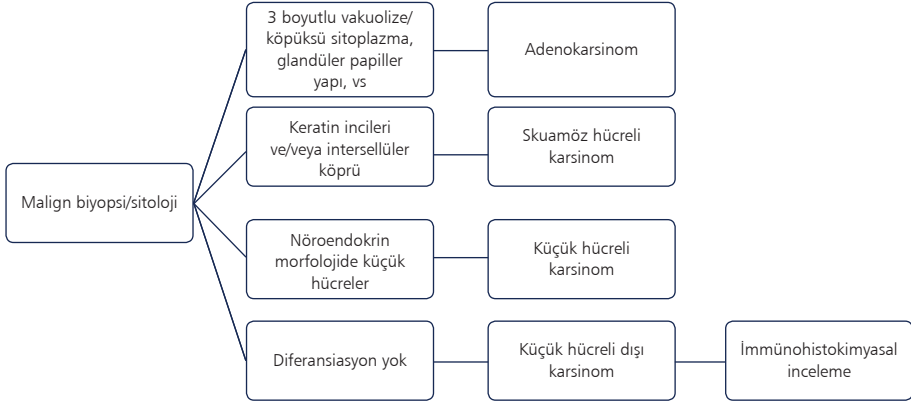 3 boyutlu vakuolize/
köpüksü sitoplazma,
glandüler papiller
yapı, vs
Adenokarsinom
Keratin incileri
ve/veya intersellüler
köprü
Skuamöz hücreli
karsinom
Malign biyopsi/sitoloji
Nöroendokrin
morfolojide küçük
hücreler
Küçük hücreli
karsinom
Diferansiasyon yok
Küçük hücreli dışı
karsinom
İmmünohistokimyasal
inceleme